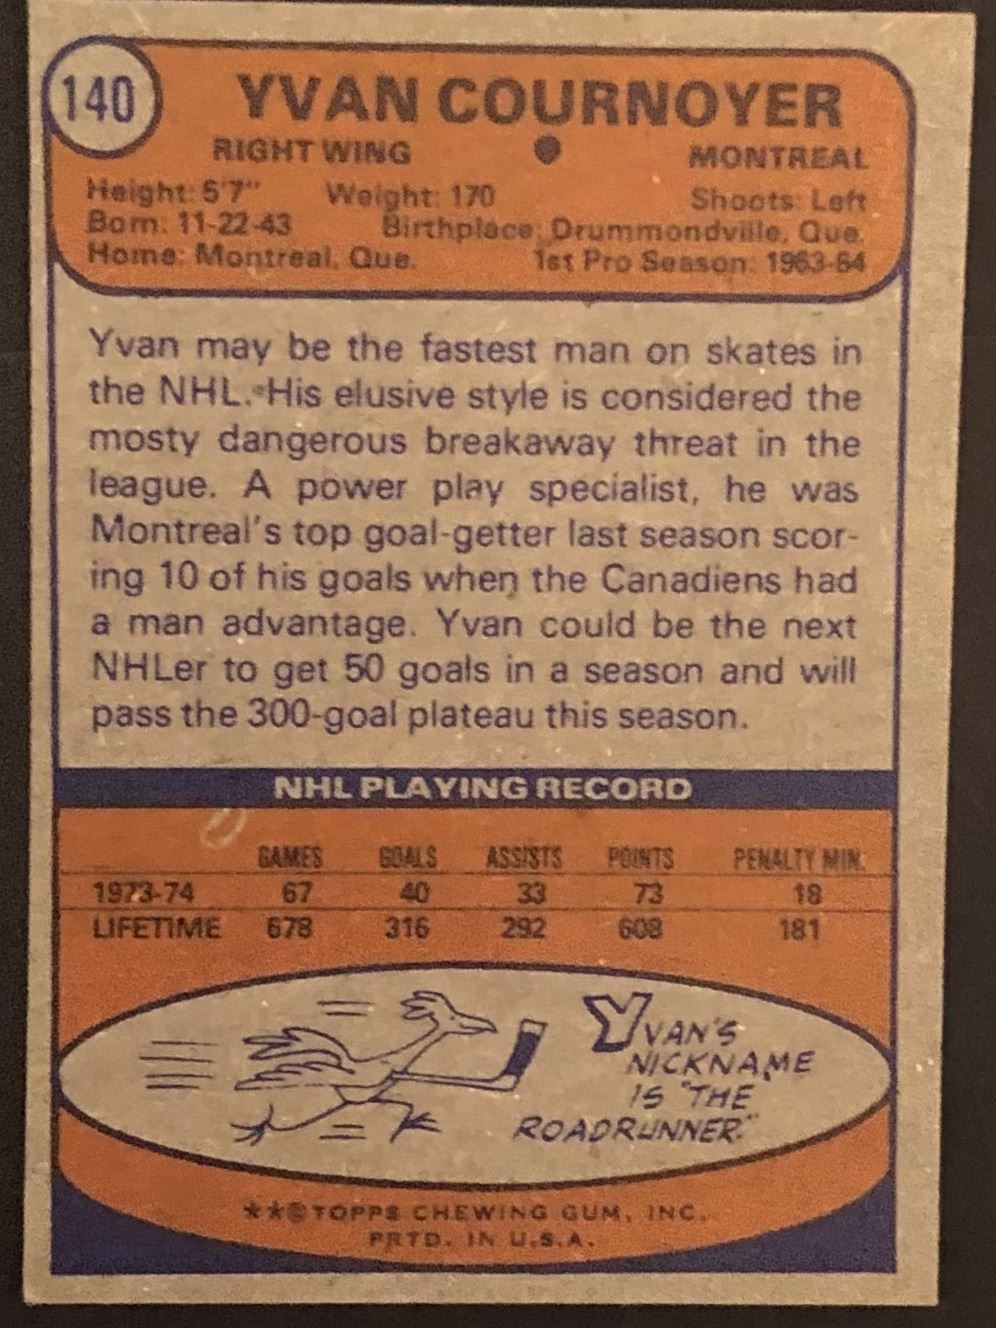 140
YVAN COURNOYER
RIGHT WING ● MONTREAL
Height: 5'7" Weight: 170 Shoots: Left
Born: 11-22-43 Birthplace: Drummondville, Que.
Home: Montreal, Que. 1st Pro Season: 1963-64
Yvan may be the fastest man on skates in
the NHL. His elusive style is considered the
mosty dangerous breakaway threat in the
league. A power play specialist, he was
Montreal's top goal-getter last season scor-
ing 10 of his goals when the Canadiens had
a man advantage. Yvan could be the next
NHLer to get 50 goals in a season and will
pass the 300-goal plateau this season.
NHL PLAYING RECORD
GAMES GOALS ASSISTS POINTS PENALTY MIN.
1973-74 67 40 33 73 18
LIFETIME 678 316 292 608 181
YVAN'S
NICKNAME
IS "THE
ROADRUNNER."
★★© TOPPS CHEWING GUM, INC.
PRTD. IN U.S.A.